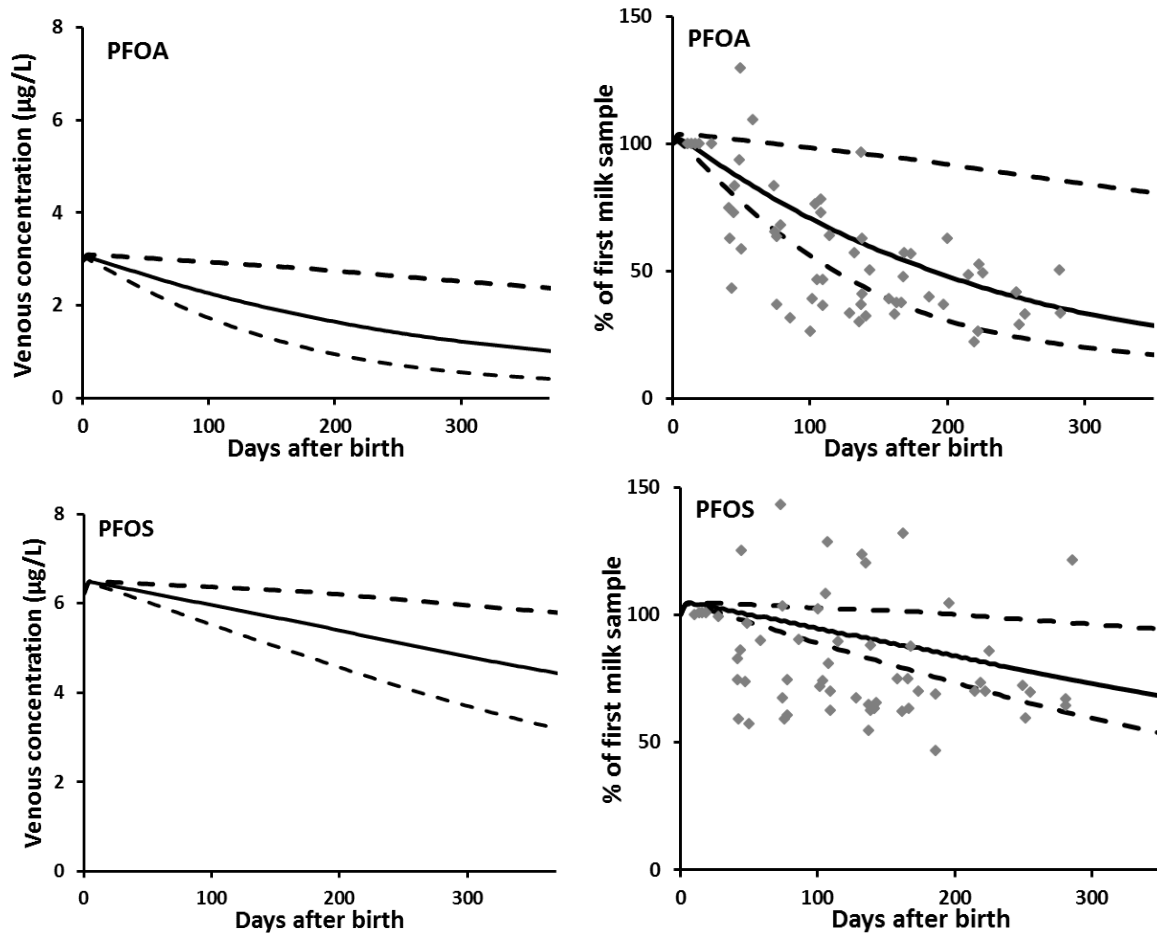 PFOA
Venous concentration (µg/L)
8
6
4
2
0
0 100 200 300
Days after birth
PFOA
% of first milk sample
150
100
50
0
0 100 200 300
Days after birth
PFOS
Venous concentration (µg/L)
8
6
4
2
0
0 100 200 300
Days after birth
PFOS
% of first milk sample
150
100
50
0
0 100 200 300
Days after birth